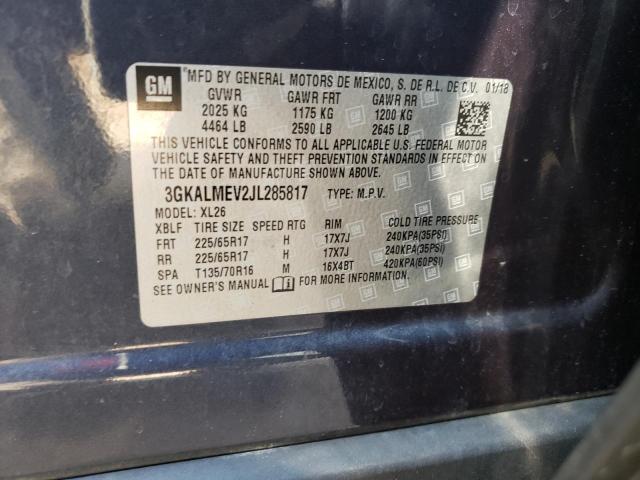 GM MFD BY GENERAL MOTORS DE MEXICO, S. DE R.L. DE C.V. 01/18
GVWR GAWR FRT GAWR RR
2025 KG 1175 KG 1200 KG
4464 LB 2590 LB 2645 LB
THIS VEHICLE CONFORMS TO ALL APPLICABLE U.S. FEDERAL MOTOR
VEHICLE SAFETY AND THEFT PREVENTION STANDARDS IN EFFECT ON
THE DATE OF MANUFACTURE SHOWN ABOVE.
3GKALMEV2JL285817 TYPE: M.P.V.
MODEL: XL26
XBLF TIRE SIZE SPEED RTG RIM COLD TIRE PRESSURE
FRT 225/65R17 H 17X7J 240KPA(35PSI)
RR 225/65R17 H 17X7J 240KPA(35PSI)
SPA T135/70R16 M 16X4BT 420KPA(60PSI)
SEE OWNER'S MANUAL FOR MORE INFORMATION.